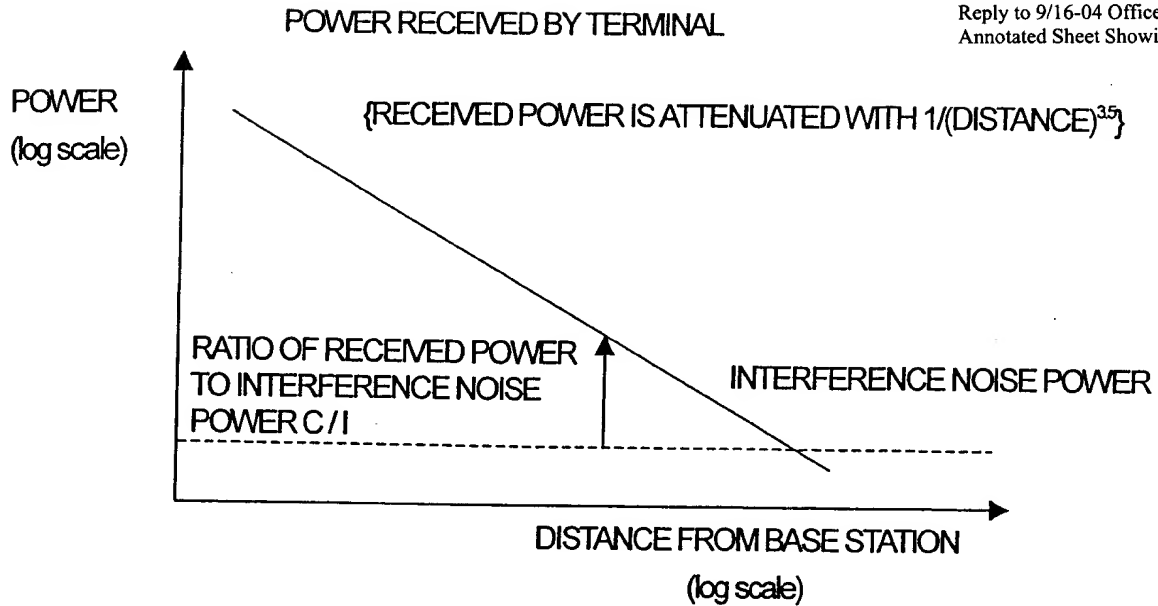 Reply to 9/16-04 Office
Annotated Sheet Showi
POWER RECEIVED BY TERMINAL
POWER
(log scale)
{RECEIVED POWER IS ATTENUATED WITH 1/(DISTANCE)^3.5}
RATIO OF RECEIVED POWER
TO INTERFERENCE NOISE
POWER C / I
INTERFERENCE NOISE POWER
DISTANCE FROM BASE STATION
(log scale)